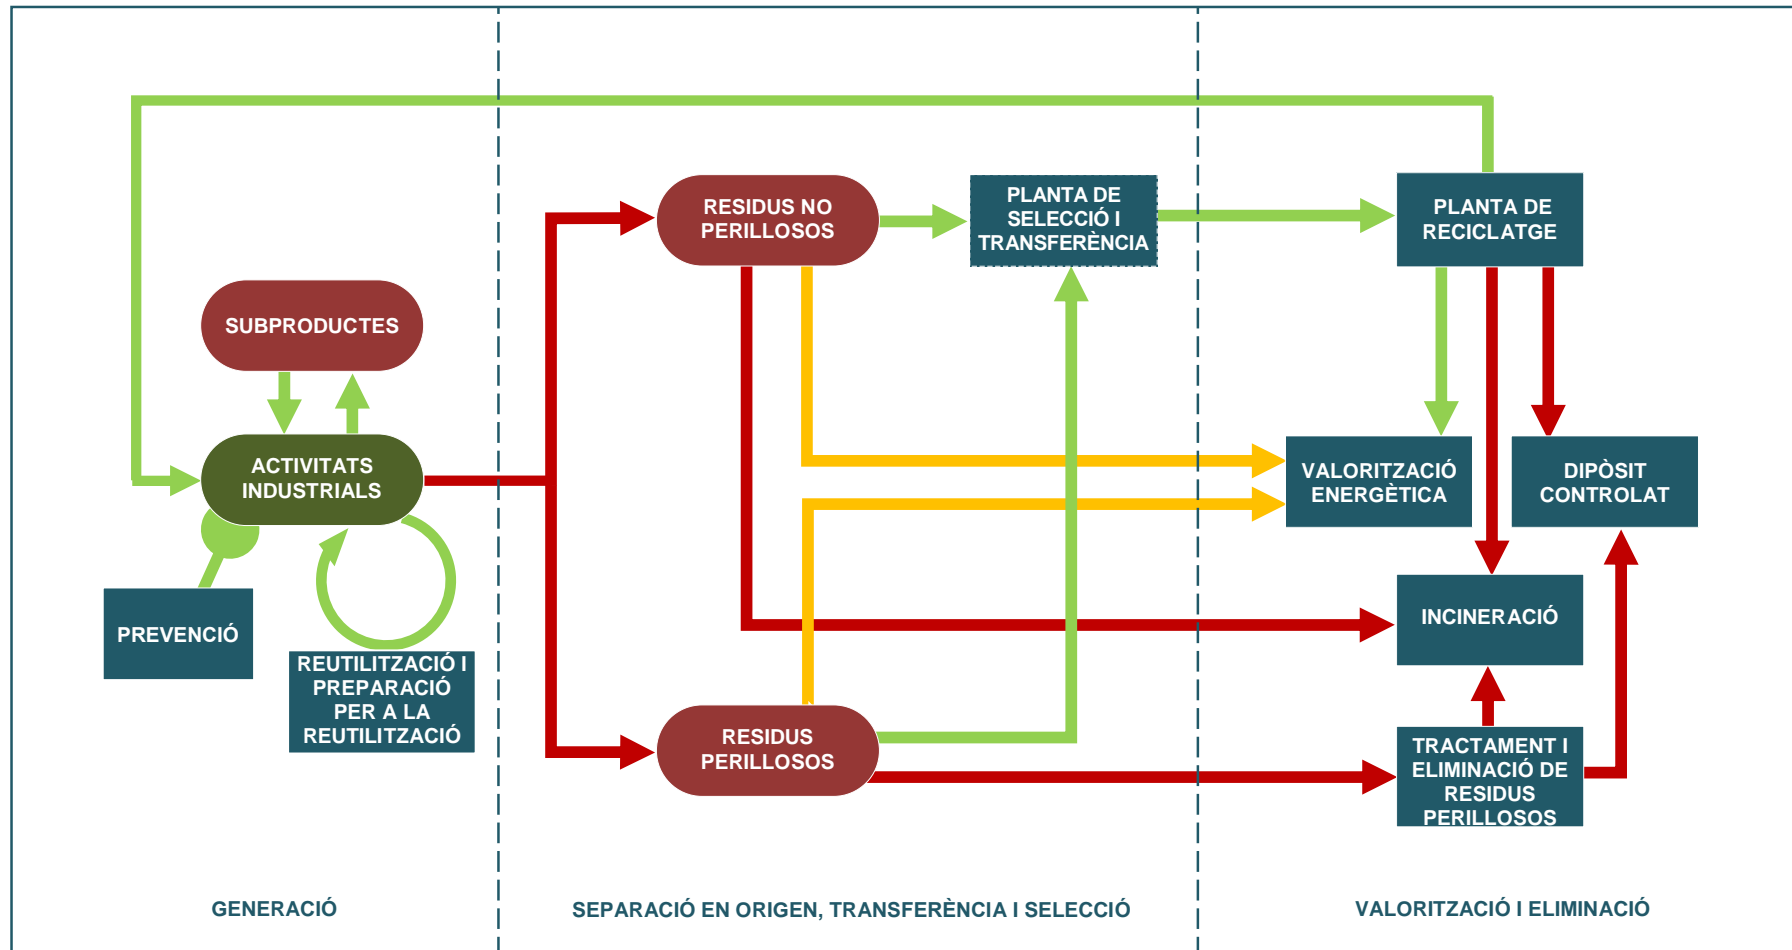 RESIDUS NO
PERILLOSOS
PLANTA DE
SELECCIÓ I
TRANSFERÈNCIA
PLANTA DE
RECICLATGE
SUBPRODUCTES
ACTIVITATS
INDUSTRIALS
VALORITZACIÓ
ENERGÈTICA
DIPÒSIT
CONTROLAT
PREVENCIÓ
INCINERACIÓ
REUTILITZACIÓ I
PREPARACIÓ
PER A LA
REUTILITZACIÓ
RESIDUS
PERILLOSOS
TRACTAMENT I
ELIMINACIÓ DE
RESIDUS
PERILLOSOS
GENERACIÓ
SEPARACIÓ EN ORIGEN, TRANSFERÈNCIA I SELECCIÓ
VALORITZACIÓ I ELIMINACIÓ